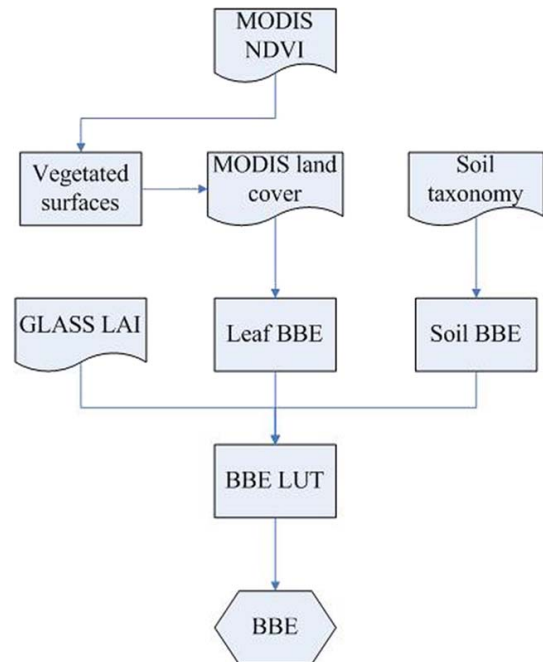 MODIS
NDVI
Vegetated
surfaces
MODIS land
cover
Soil
taxonomy
GLASS LAI
Leaf BBE
Soil BBE
BBE LUT
BBE